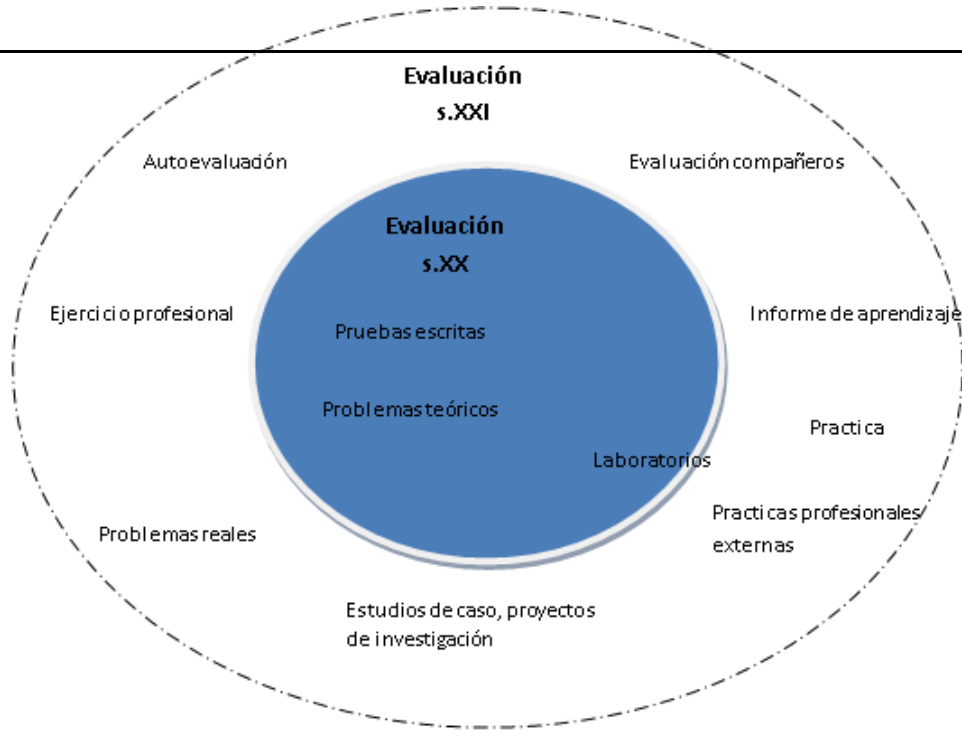 Evaluación
s.XXI
Autoevaluación
Evaluación compañeros
Evaluación
s.XX
Ejercicio profesional
Informe de aprendizaje
Pruebas escritas
Problemas teóricos
Practica
Laboratorios
Practicas profesionales
externas
Problemas reales
Estudios de caso, proyectos
de investigación